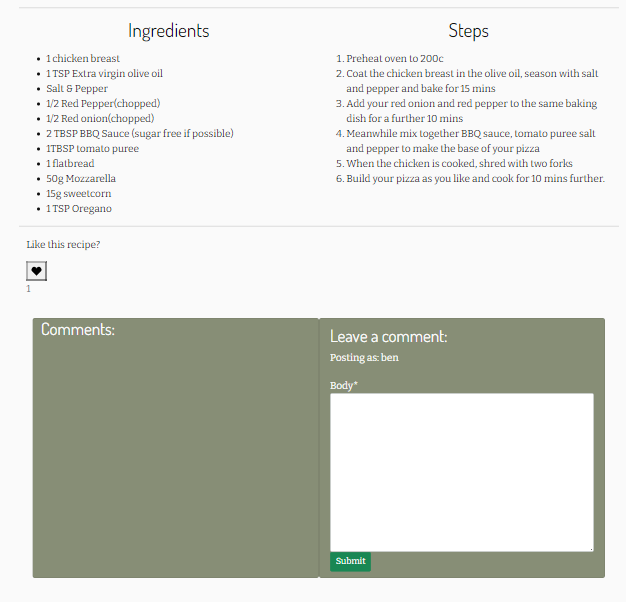 Ingredients
1 chicken breast
1 TSP Extra virgin olive oil
Salt & Pepper
1/2 Red Pepper(chopped)
1/2 Red onion(chopped)
2 TBSP BBQ Sauce (sugar free if possible)
1TBSP tomato puree
1 flatbread
50g Mozzarella
15g sweetcorn
1 TSP Oregano
Steps
1. Preheat oven to 200c
2. Coat the chicken breast in the olive oil, season with salt
and pepper and bake for 15 mins
3. Add your red onion and red pepper to the same baking
dish for a further 10 mins
4. Meanwhile mix together BBQ sauce, tomato puree salt
and pepper to make the base of your pizza
5. When the chicken is cooked, shred with two forks
6. Build your pizza as you like and cook for 10 mins further.
Like this recipe?
1
Comments:
Leave a comment:
Posting as: ben
Body*
Submit